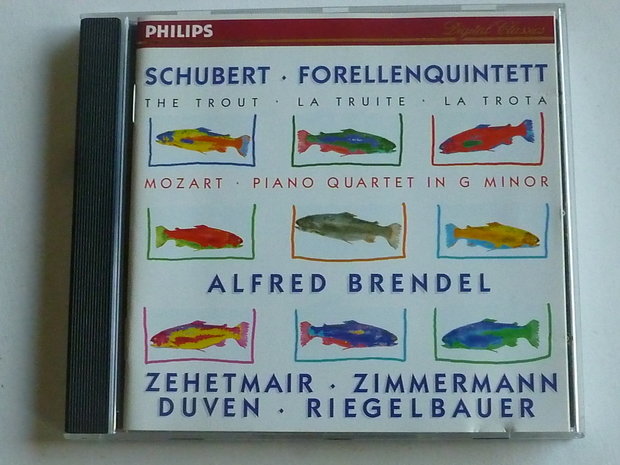 PHILIPS
Digital Classics
SCHUBERT · FORELLENQUINTETT
THE TROUT · LA TRUITE · LA TROTA
MOZART · PIANO QUARTET IN G MINOR
ALFRED BRENDEL
ZEHETMAIR · ZIMMERMANN
DUVEN · RIEGELBAUER